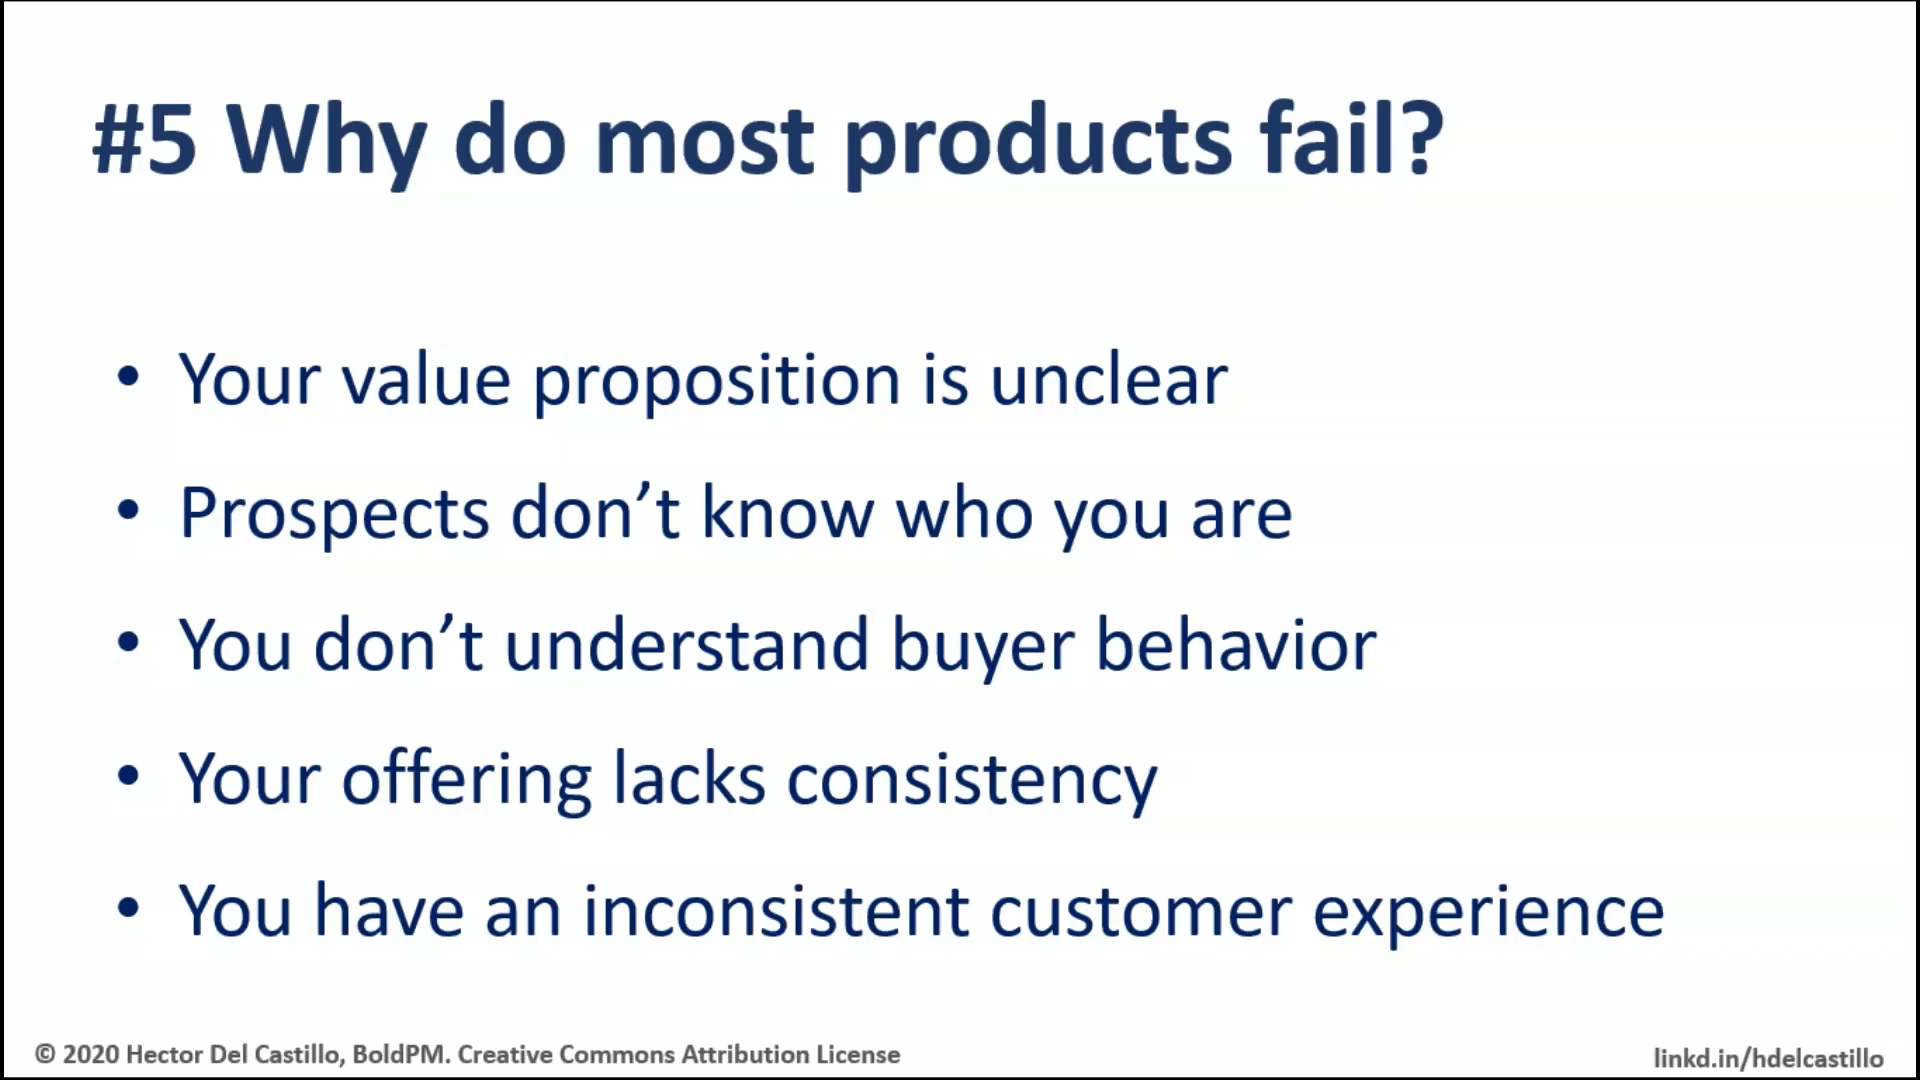 #5 Why do most products fail?
• Your value proposition is unclear
• Prospects don’t know who you are
• You don’t understand buyer behavior
• Your offering lacks consistency
• You have an inconsistent customer experience
© 2020 Hector Del Castillo, BoldPM. Creative Commons Attribution License
linkd.in/hdelcastillo